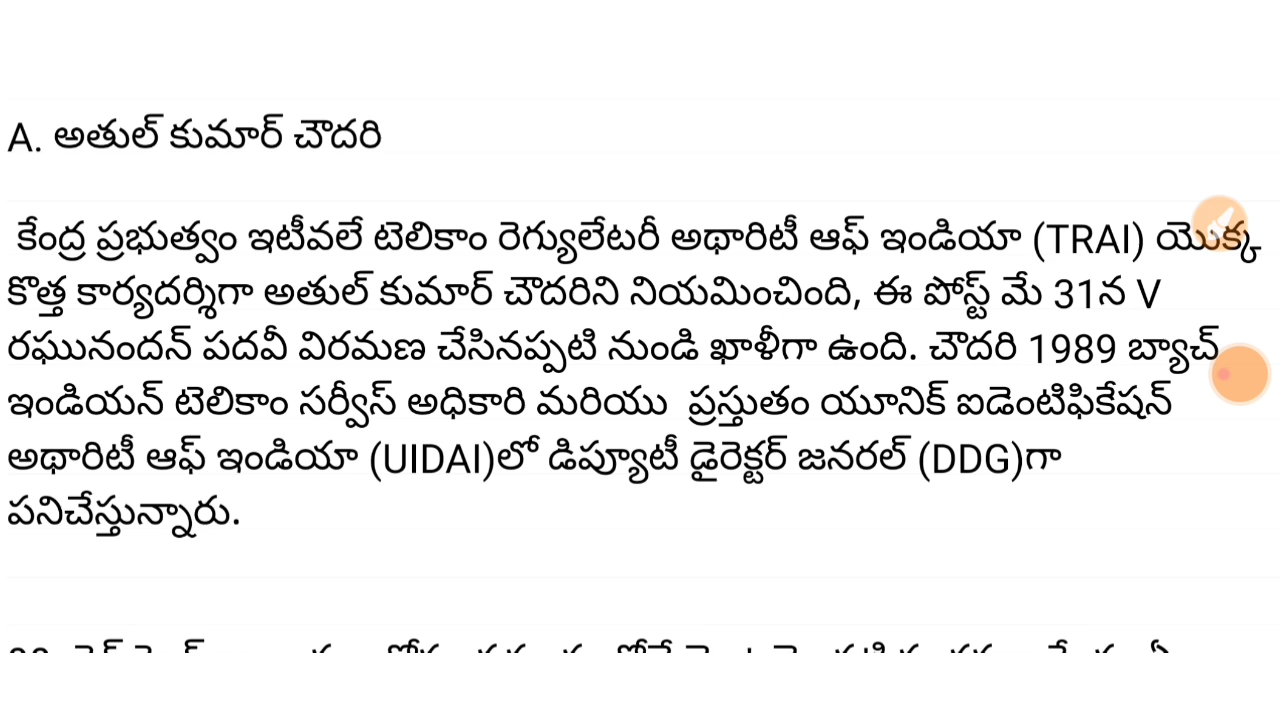 A. అతుల్ కుమార్ చౌదరి
కేంద్ర ప్రభుత్వం ఇటీవలే టెలికాం రెగ్యులేటరీ అథారిటీ ఆఫ్ ఇండియా (TRAI) యొక్క
కొత్త కార్యదర్శిగా అతుల్ కుమార్ చౌదరిని నియమించింది, ఈ పోస్ట్ మే 31న V
రఘునందన్ పదవీ విరమణ చేసినప్పటి నుండి ఖాళీగా ఉంది. చౌదరి 1989 బ్యాచ్
ఇండియన్ టెలికాం సర్వీస్ అధికారి మరియు ప్రస్తుతం యూనిక్ ఐడెంటిఫికేషన్
అథారిటీ ఆఫ్ ఇండియా (UIDAI)లో డిప్యూటీ డైరెక్టర్ జనరల్ (DDG)గా
పనిచేస్తున్నారు.